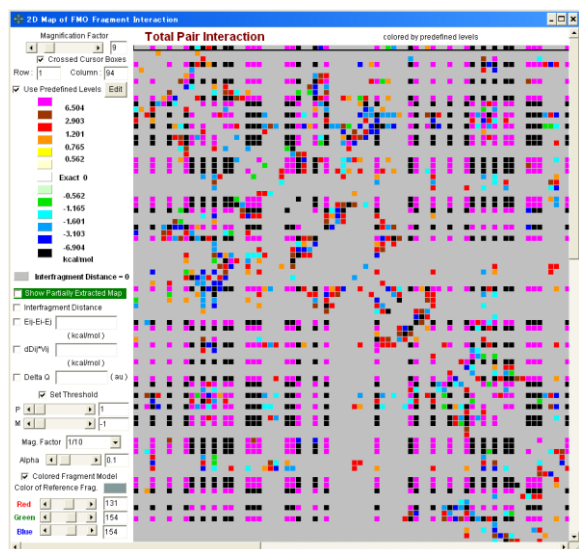 2D Map of FMO Fragment Interaction
Magnification Factor
9
Crossed Cursor Boxes
Row : 1 Column : 94
Use Predefined Levels Edit
6.504
2.903
1.201
0.765
0.562
Exact 0
-0.562
-1.165
-1.601
-3.103
-6.904
kcal/mol
Interfragment Distance = 0
Show Partially Extracted Map
Interfragment Distance
Eij-Ei-Ej
(kcal/mol)
dDij*Vij
(kcal/mol)
Delta Q (au)
Set Threshold
P 1
M -1
Mag. Factor 1/10
Alpha 0.1
Colored Fragment Model
Color of Reference Frag.
Red 131
Green 154
Blue 154
Total Pair Interaction colored by predefined levels